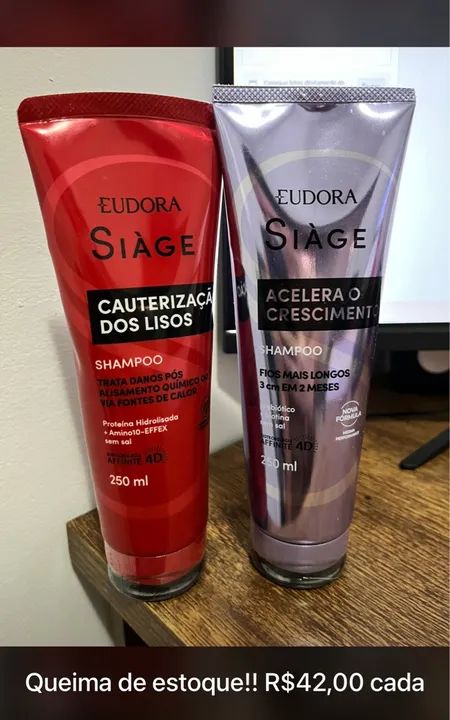 EUDORA
SIÀGE
CAUTERIZAÇÃ
DOS LISOS
SHAMPOO
TRATA DANOS PÓS
ALISAMENTO QUÍMICO OU
VIA FONTES DE CALOR
Proteína Hidrolisada
+ Amino10-EFFEX
sem sal
AFFINITÉ 4D
250 ml
EUDORA
SIÀGE
ACELERA O
CRESCIMENTO
SHAMPOO
FIOS MAIS LONGOS
3 cm EM 2 MESES
sem sal
NOVA
FÓRMULA
AFFINITÉ 4D
250 ml
Queima de estoque!! R$42,00 cada